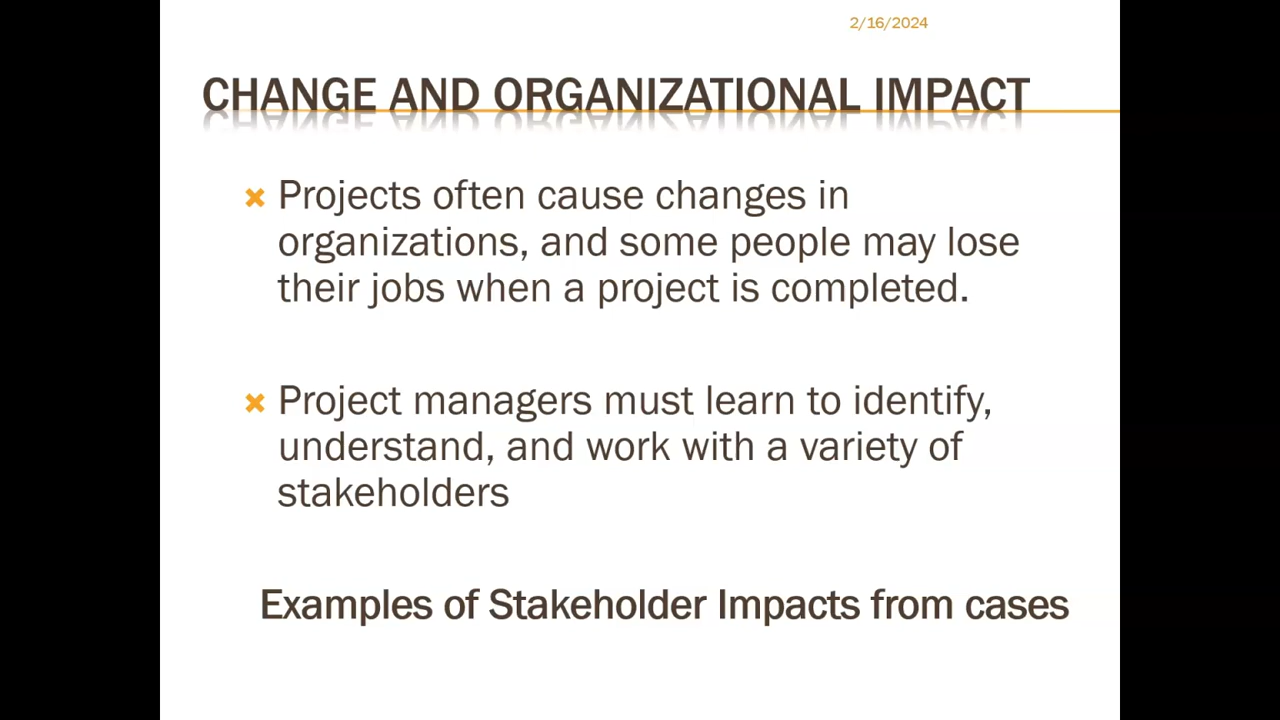 2/16/2024
CHANGE AND ORGANIZATIONAL IMPACT
Projects often cause changes in
organizations, and some people may lose
their jobs when a project is completed.
Project managers must learn to identify,
understand, and work with a variety of
stakeholders
Examples of Stakeholder Impacts from cases